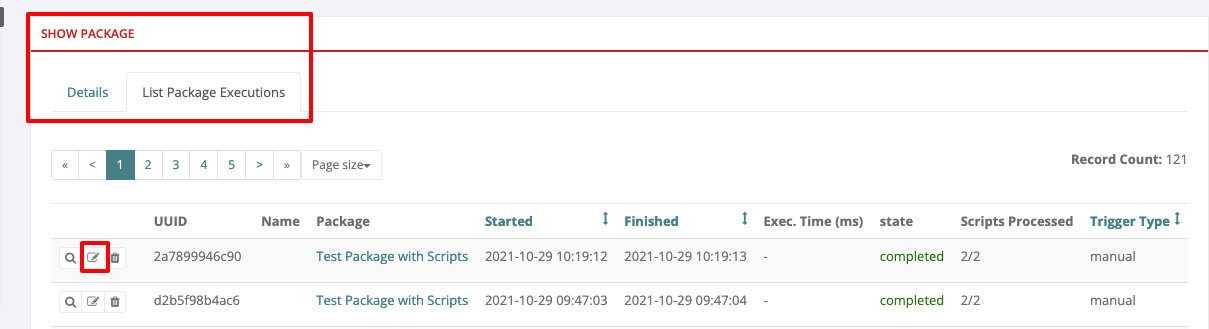 SHOW PACKAGE
Details List Package Executions
« < 1 2 3 4 5 > » Page size
Record Count: 121
UUID Name Package Started Finished Exec. Time (ms) state Scripts Processed Trigger Type
2a7899946c90 Test Package with Scripts 2021-10-29 10:19:12 2021-10-29 10:19:13 - completed 2/2 manual
d2b5f98b4ac6 Test Package with Scripts 2021-10-29 09:47:03 2021-10-29 09:47:04 - completed 2/2 manual